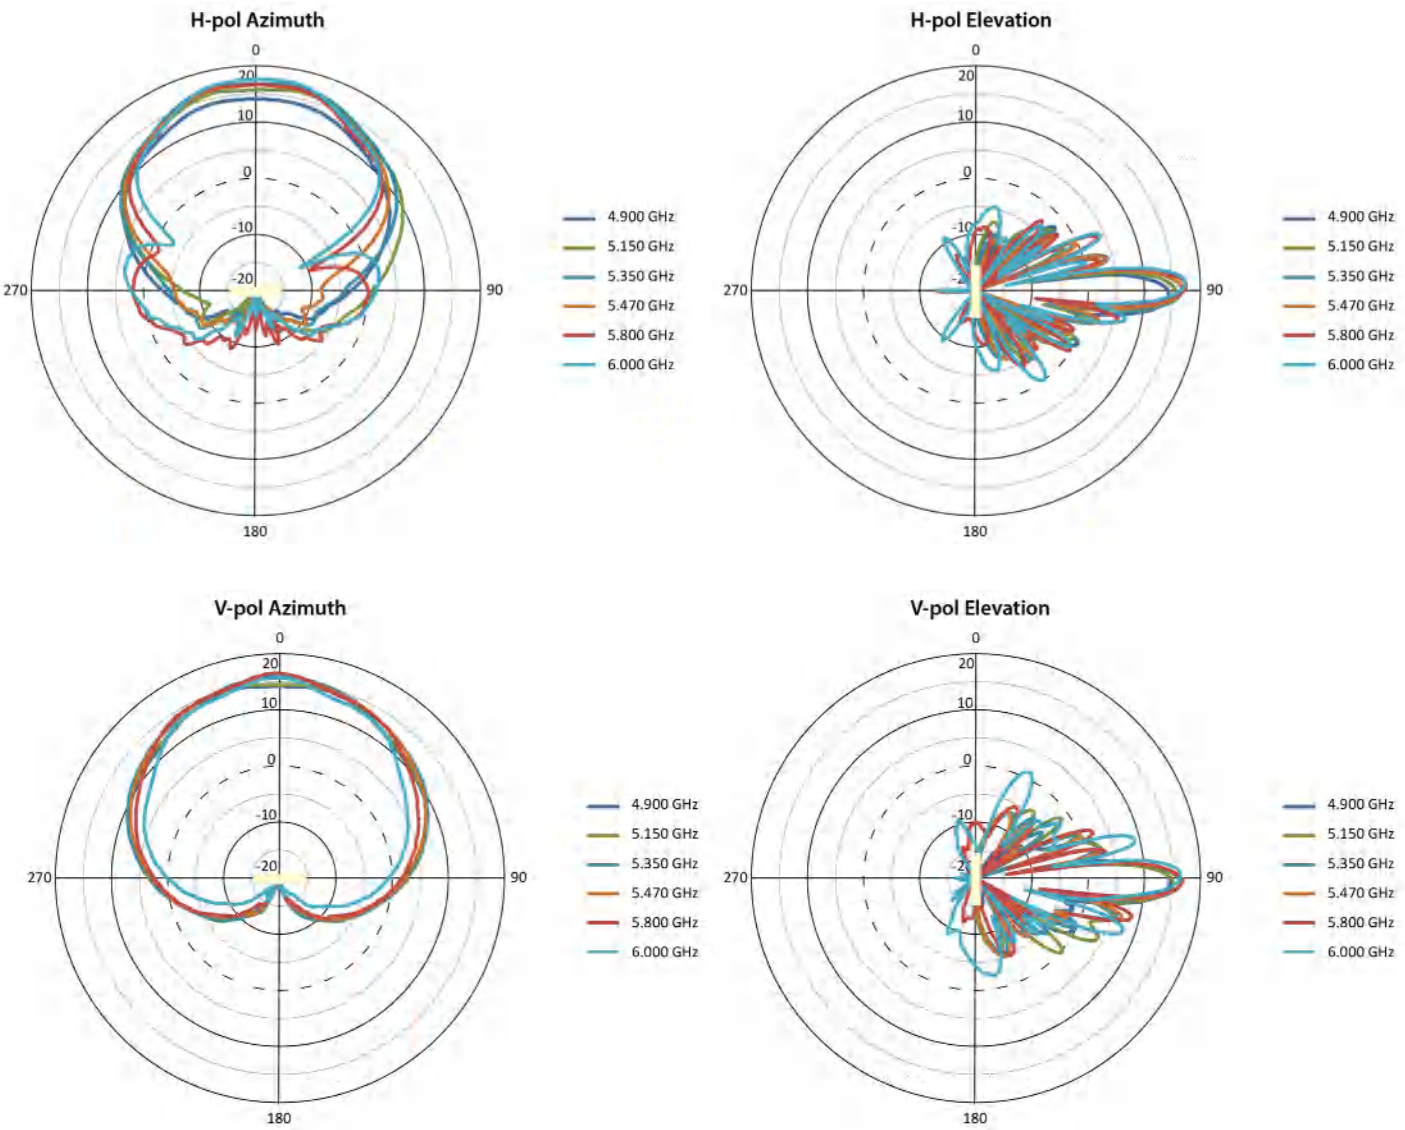 H-pol Azimuth
0
20
10
0
-10
-20
270
90
180
4.900 GHz
5.150 GHz
5.350 GHz
5.470 GHz
5.800 GHz
6.000 GHz
H-pol Elevation
0
20
10
0
-10
-20
270
90
180
4.900 GHz
5.150 GHz
5.350 GHz
5.470 GHz
5.800 GHz
6.000 GHz
V-pol Azimuth
0
20
10
0
-10
-20
270
90
180
4.900 GHz
5.150 GHz
5.350 GHz
5.470 GHz
5.800 GHz
6.000 GHz
V-pol Elevation
0
20
10
0
-10
-2
270
90
180
4.900 GHz
5.150 GHz
5.350 GHz
5.470 GHz
5.800 GHz
6.000 GHz